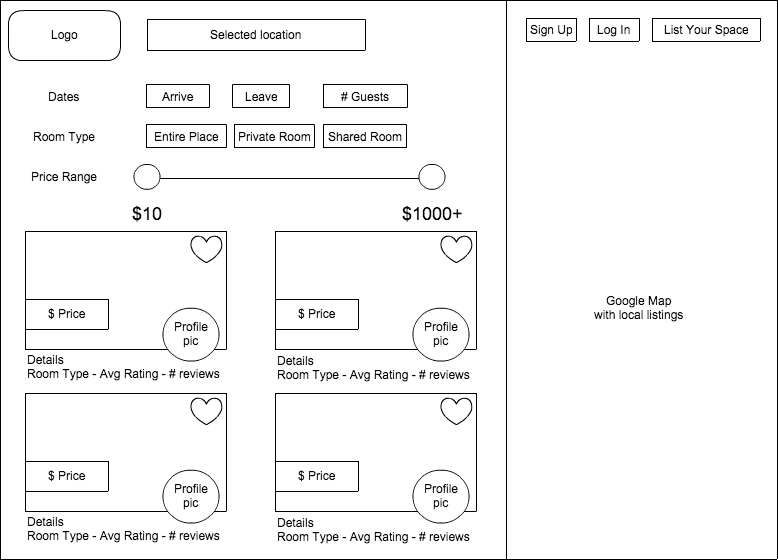 Logo
Selected location
Sign Up
Log In
List Your Space
Dates
Arrive
Leave
# Guests
Room Type
Entire Place
Private Room
Shared Room
Price Range
$10
$1000+
$ Price
Profile
pic
Details
Room Type - Avg Rating - # reviews
$ Price
Profile
pic
Details
Room Type - Avg Rating - # reviews
$ Price
Profile
pic
Details
Room Type - Avg Rating - # reviews
$ Price
Profile
pic
Details
Room Type - Avg Rating - # reviews
Google Map
with local listings